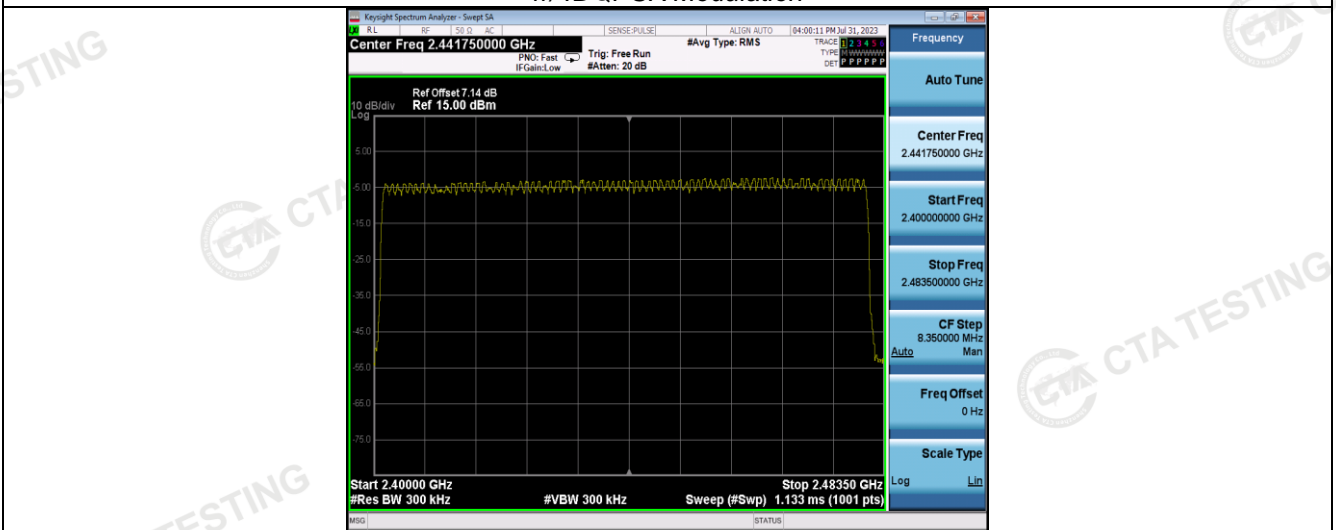 Keysight Spectrum Analyzer - Swept SA
RL RF 50 Ω AC SENSE:PULSE ALIGN AUTO 04:00:11 PM Jul 31, 2023
Center Freq 2.441750000 GHz
PNO: Fast
IFGain:Low
Trig: Free Run
#Atten: 20 dB
#Avg Type: RMS
TRACE 1 2 3 4 5 6
TYPE M WWWWW
DET P P P P P P
Frequency
Auto Tune
Center Freq
2.441750000 GHz
Start Freq
2.400000000 GHz
Stop Freq
2.483500000 GHz
CF Step
8.350000 MHz
Auto Man
Freq Offset
0 Hz
Scale Type
Log Lin
Ref Offset 7.14 dB
10 dB/div Ref 15.00 dBm
Log
5.00
-5.00
-15.0
-25.0
-35.0
-45.0
-55.0
-65.0
-75.0
Start 2.40000 GHz Stop 2.48350 GHz
#Res BW 300 kHz #VBW 300 kHz Sweep (#Swp) 1.133 ms (1001 pts)
MSG STATUS
STING
CTA
CTA TESTING
TESTING